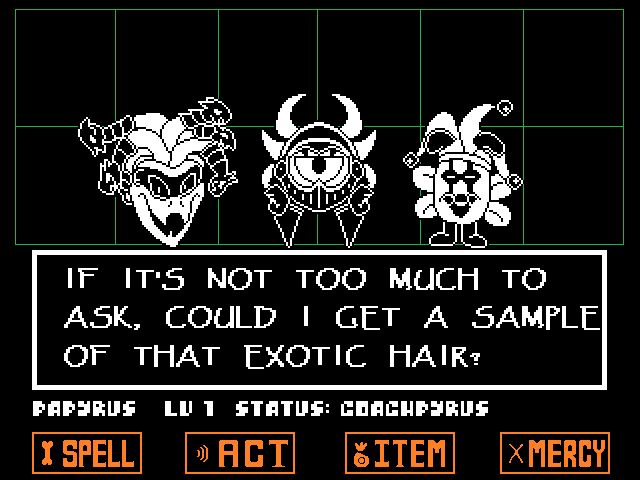 IF IT'S NOT TOO MUCH TO
ASK, COULD I GET A SAMPLE
OF THAT EXOTIC HAIR?
PAPYRUS LV 1 STATUS: COACHPYRUS
SPELL ACT ITEM MERCY